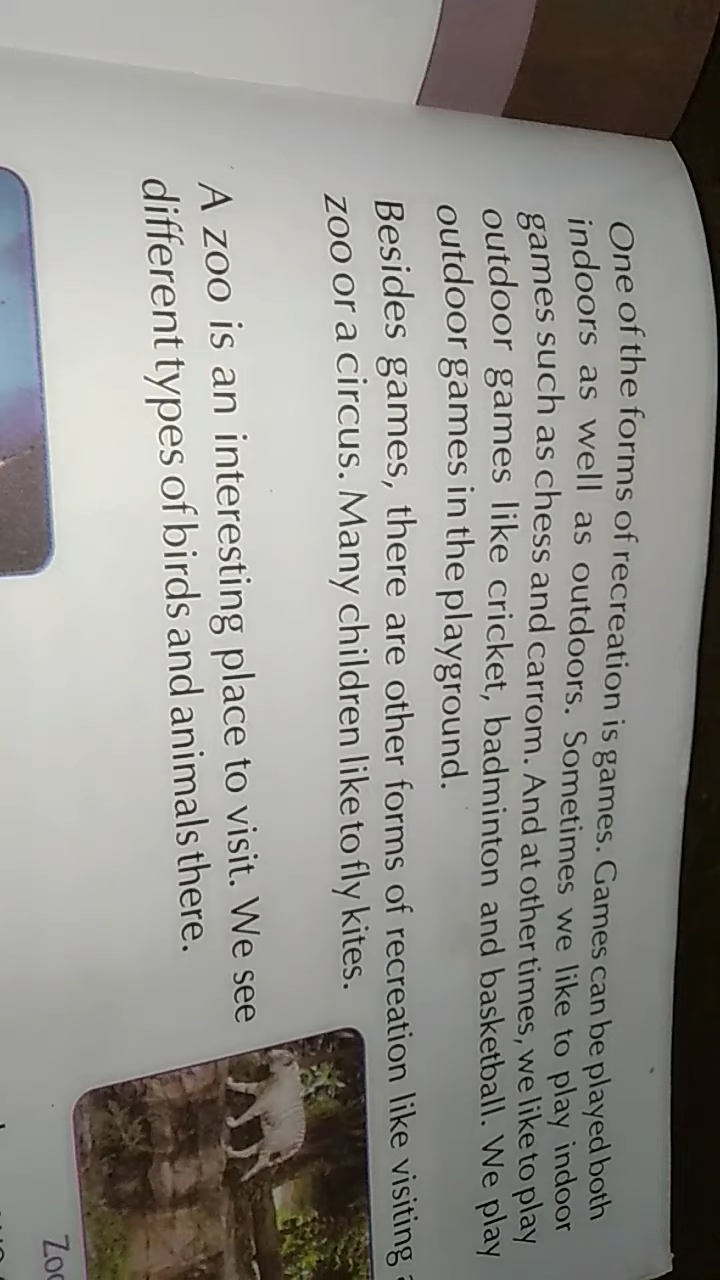 One of the forms of recreation is games. Games can be played both
indoors as well as outdoors. Sometimes we like to play indoor
games such as chess and carrom. And at other times, we like to play
outdoor games like cricket, badminton and basketball. We play
outdoor games in the playground.
Besides games, there are other forms of recreation like visiting a
zoo or a circus. Many children like to fly kites.
A zoo is an interesting place to visit. We see
different types of birds and animals there.
Zoo